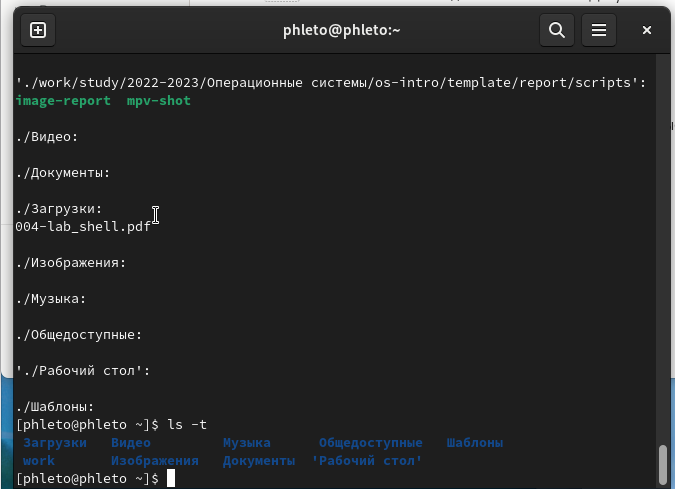 phleto@phleto:~
'./work/study/2022-2023/Операционные системы/os-intro/template/report/scripts':
image-report  mpv-shot
./Видео:
./Документы:
./Загрузки:
004-lab_shell.pdf
./Изображения:
./Музыка:
./Общедоступные:
'./Рабочий стол':
./Шаблоны:
[phleto@phleto ~]$ ls -t
Загрузки   Видео         Музыка      Общедоступные   Шаблоны
work       Изображения   Документы  'Рабочий стол'
[phleto@phleto ~]$